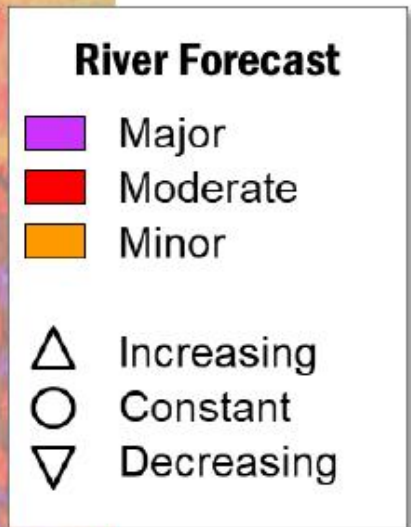 River Forecast
Major
Moderate
Minor
Increasing
Constant
Decreasing